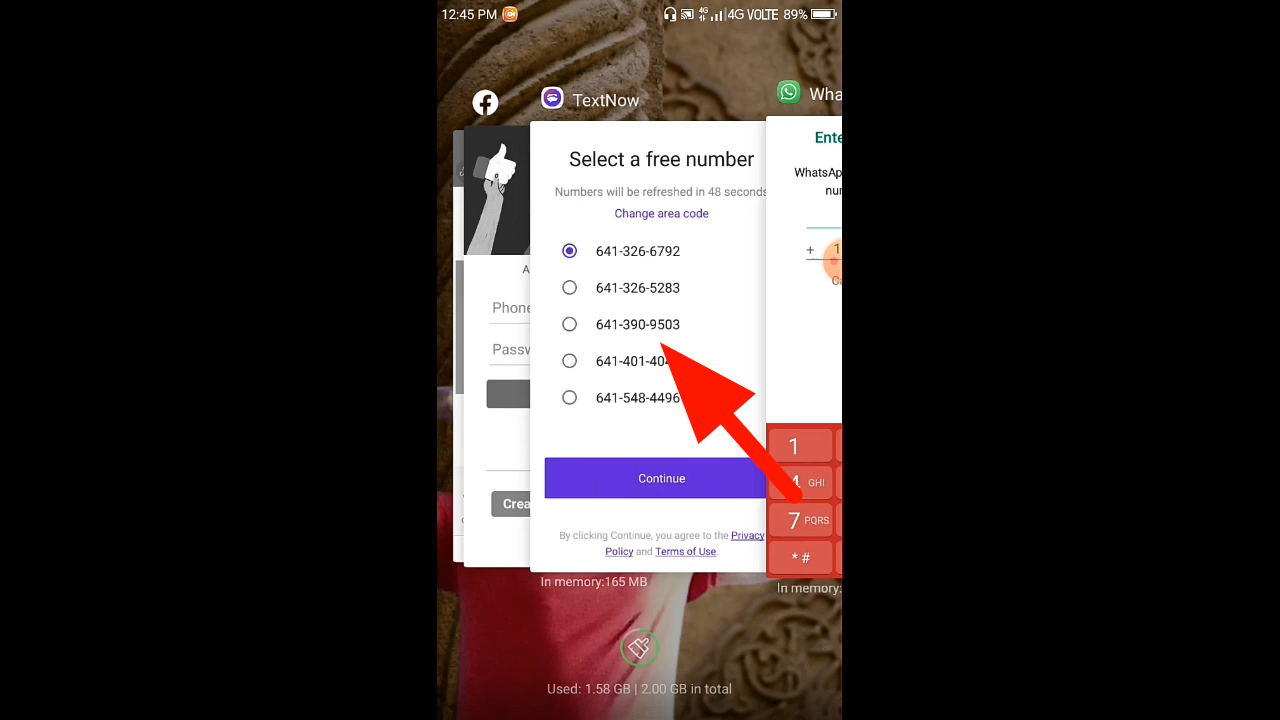 12:45 PM
4G 4G VOLTE 89%
TextNow
Select a free number
Numbers will be refreshed in 48 seconds
Change area code
641-326-6792
641-326-5283
641-390-9503
641-401-
641-548-4496
Continue
By clicking Continue, you agree to the Privacy
Policy and Terms of Use.
In memory:165 MB
Used: 1.58 GB | 2.00 GB in total
A
Phone
Passw
Crea
Wha
Ente
WhatsAp
num
+ 1
1
4 GHI
7 PQRS
* #
In memory: